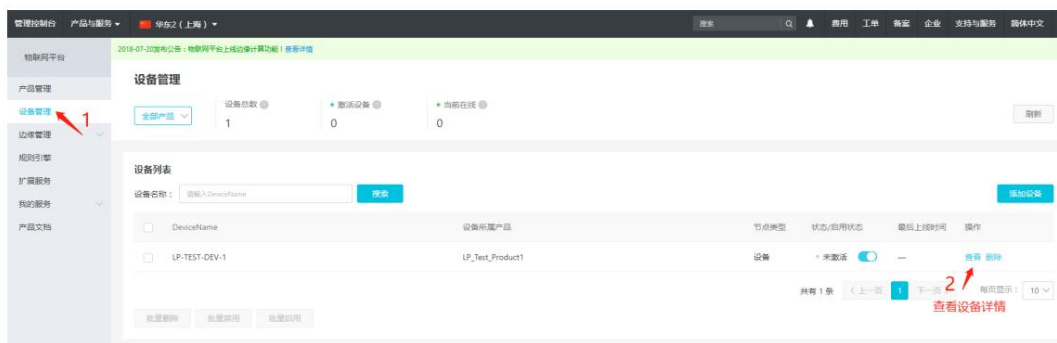 管理控制台 产品与服务 华东2（上海） 搜索 费用 工单 备案 企业 支持与服务 简体中文
物联网平台
2018-07-20发布公告：物联网平台上线边缘计算功能！查看详情
产品管理
设备管理
边缘管理
规则引擎
扩展服务
我的服务
产品文档
1
设备管理
全部产品
设备总数
1
激活设备
0
当前在线
0
刷新
设备列表
设备名称： 请输入DeviceName 搜索 添加设备
DeviceName 设备所属产品 节点类型 状态/启用状态 最后上线时间 操作
LP-TEST-DEV-1 LP_Test_Product1 设备 未激活 — 查看 删除
共有 1 条 上一页 1 下一页 每页显示： 10
2
查看设备详情
批量删除 批量禁用 批量启用